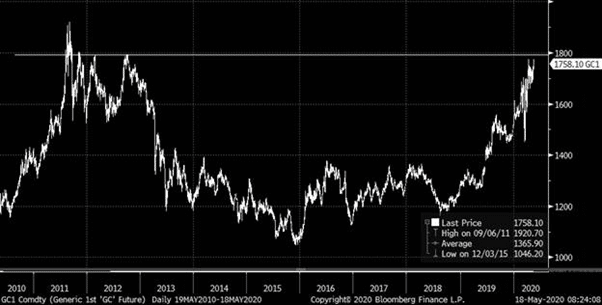 1800
1758.10 GC1
1600
1400
1200
1000
Last Price 1758.10
High on 09/06/11 1920.70
Average 1365.90
Low on 12/03/15 1046.20
2010 2011 2012 2013 2014 2015 2016 2017 2018 2019 2020
GC1 Comdty (Generic 1st 'GC' Future) Daily 19MAY2010-18MAY2020 Copyright© 2020 Bloomberg Finance L.P. 18-May-2020 08:24:08